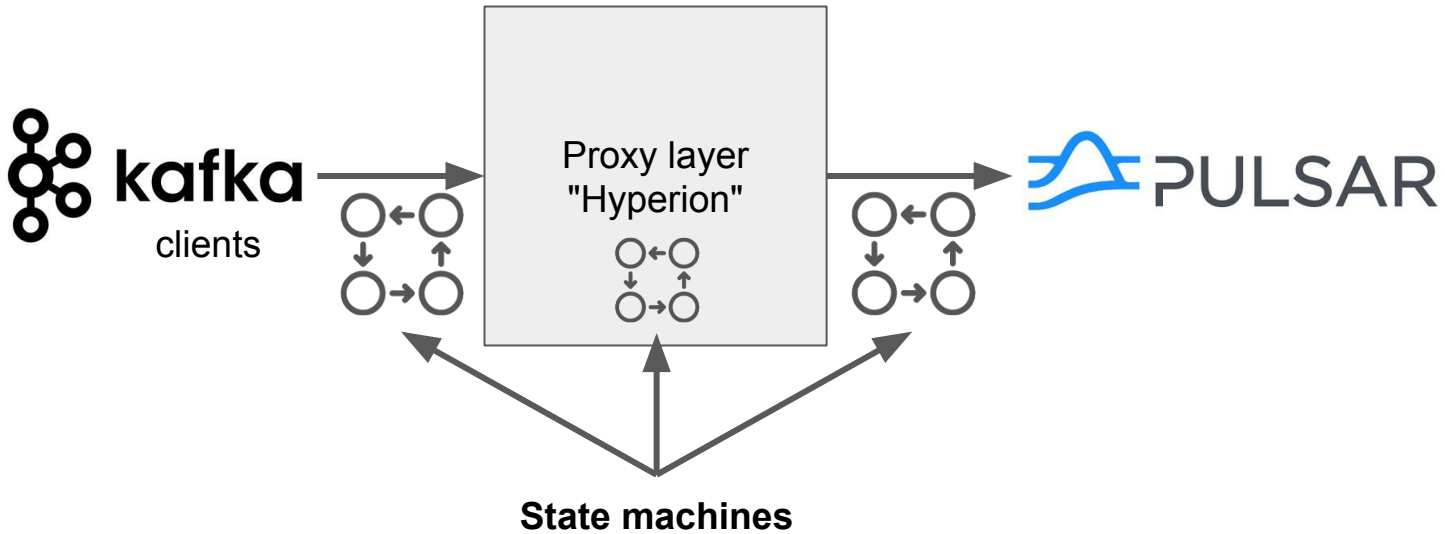 kafka
clients
Proxy layer
"Hyperion"
PULSAR
State machines